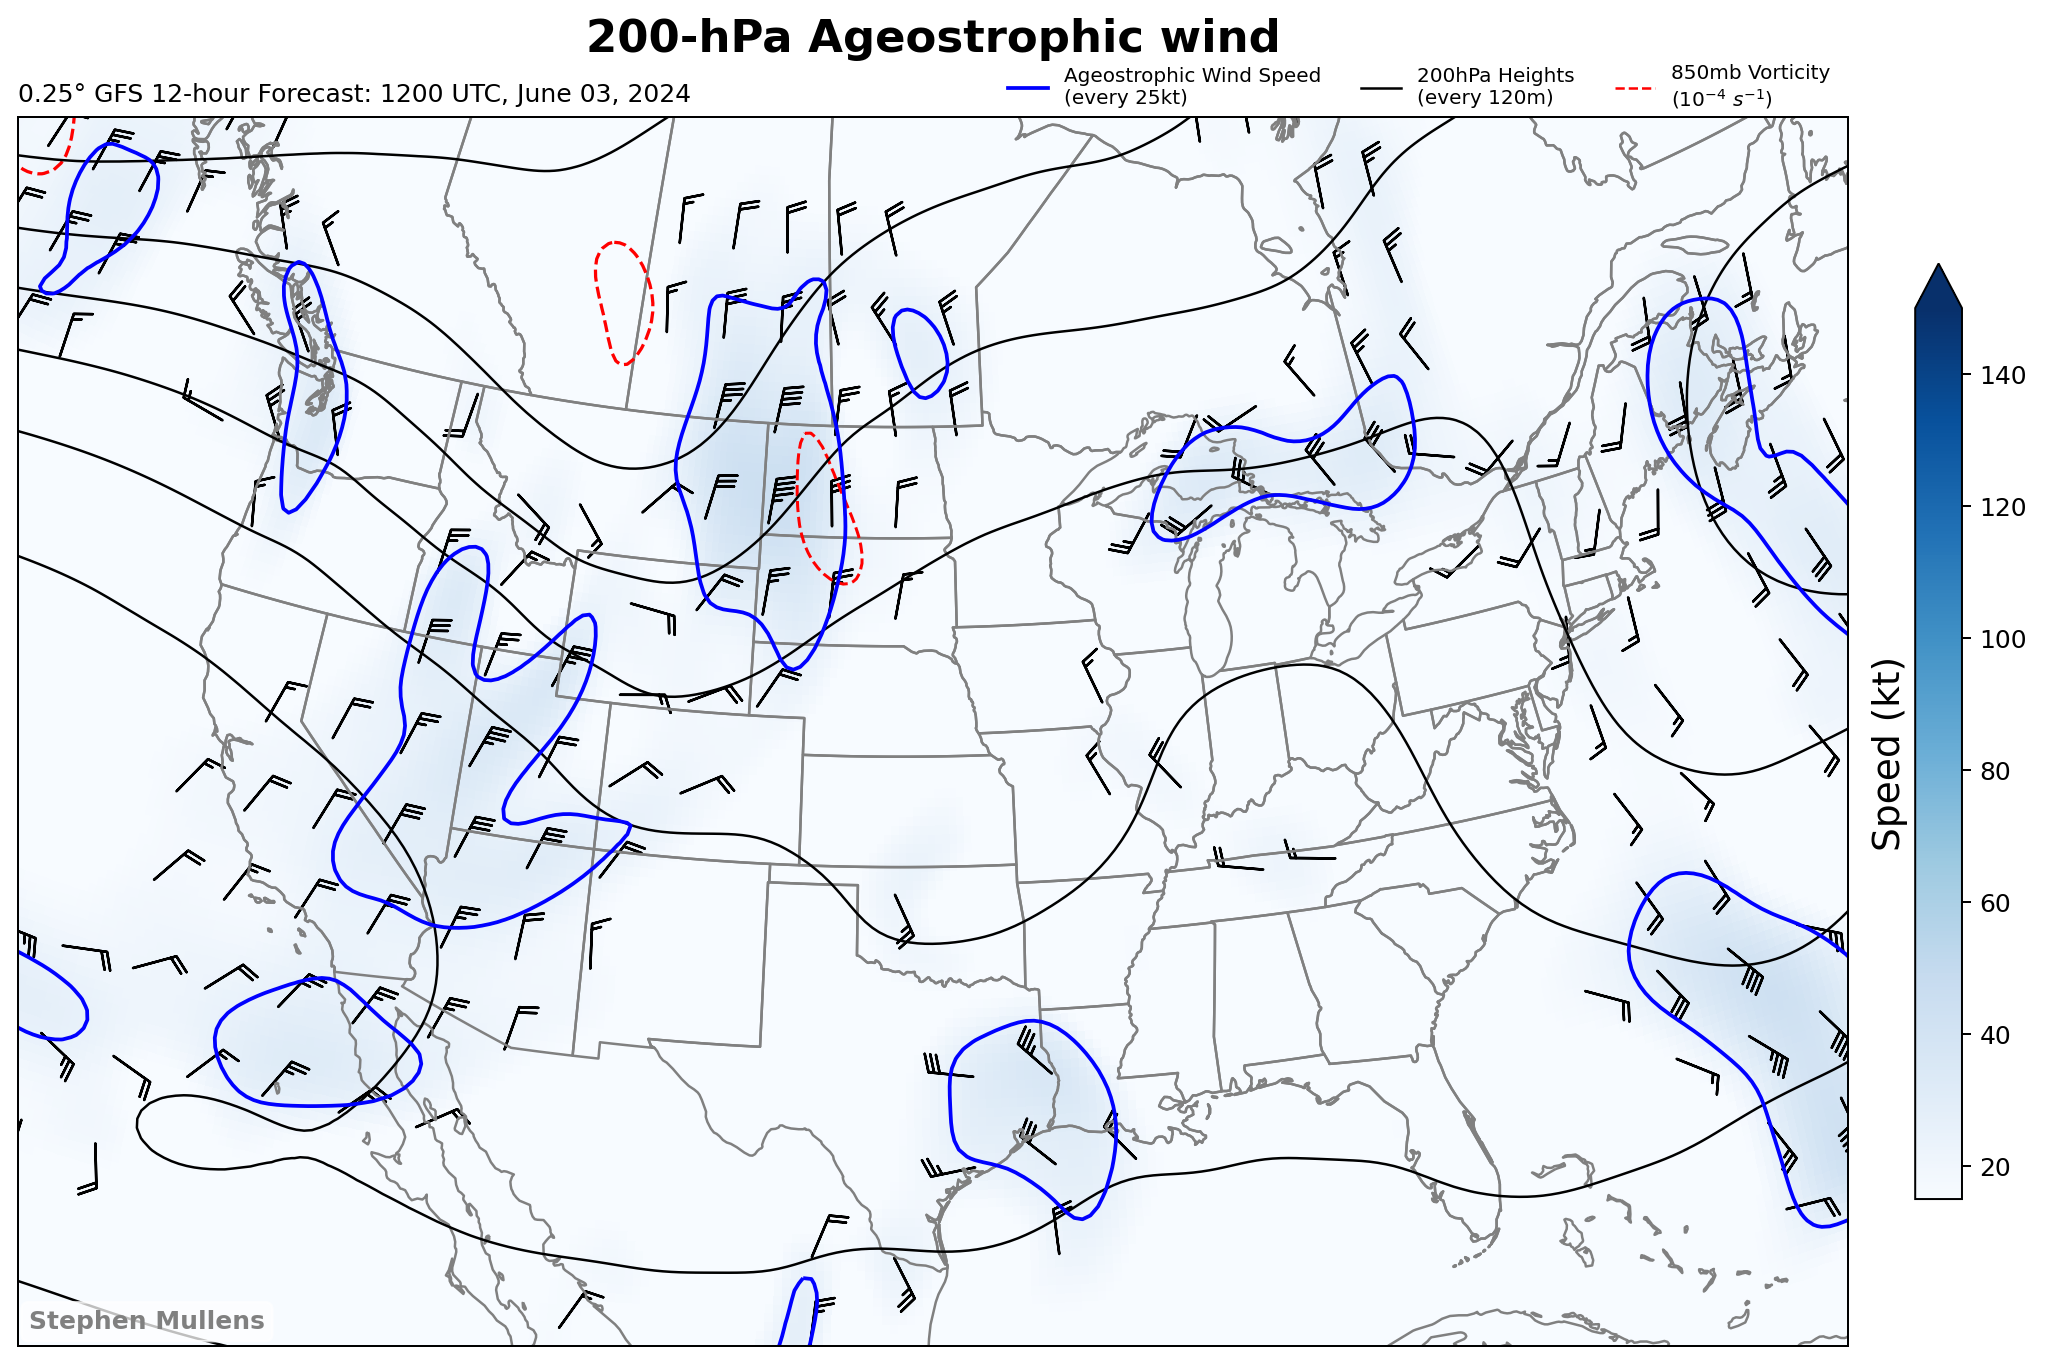 200-hPa Ageostrophic wind
0.25° GFS 12-hour Forecast: 1200 UTC, June 03, 2024
Ageostrophic Wind Speed
(every 25kt)
200hPa Heights
(every 120m)
850mb Vorticity
(10⁻⁴ s⁻¹)
140
120
100
80
60
40
20
Speed (kt)
Stephen Mullens